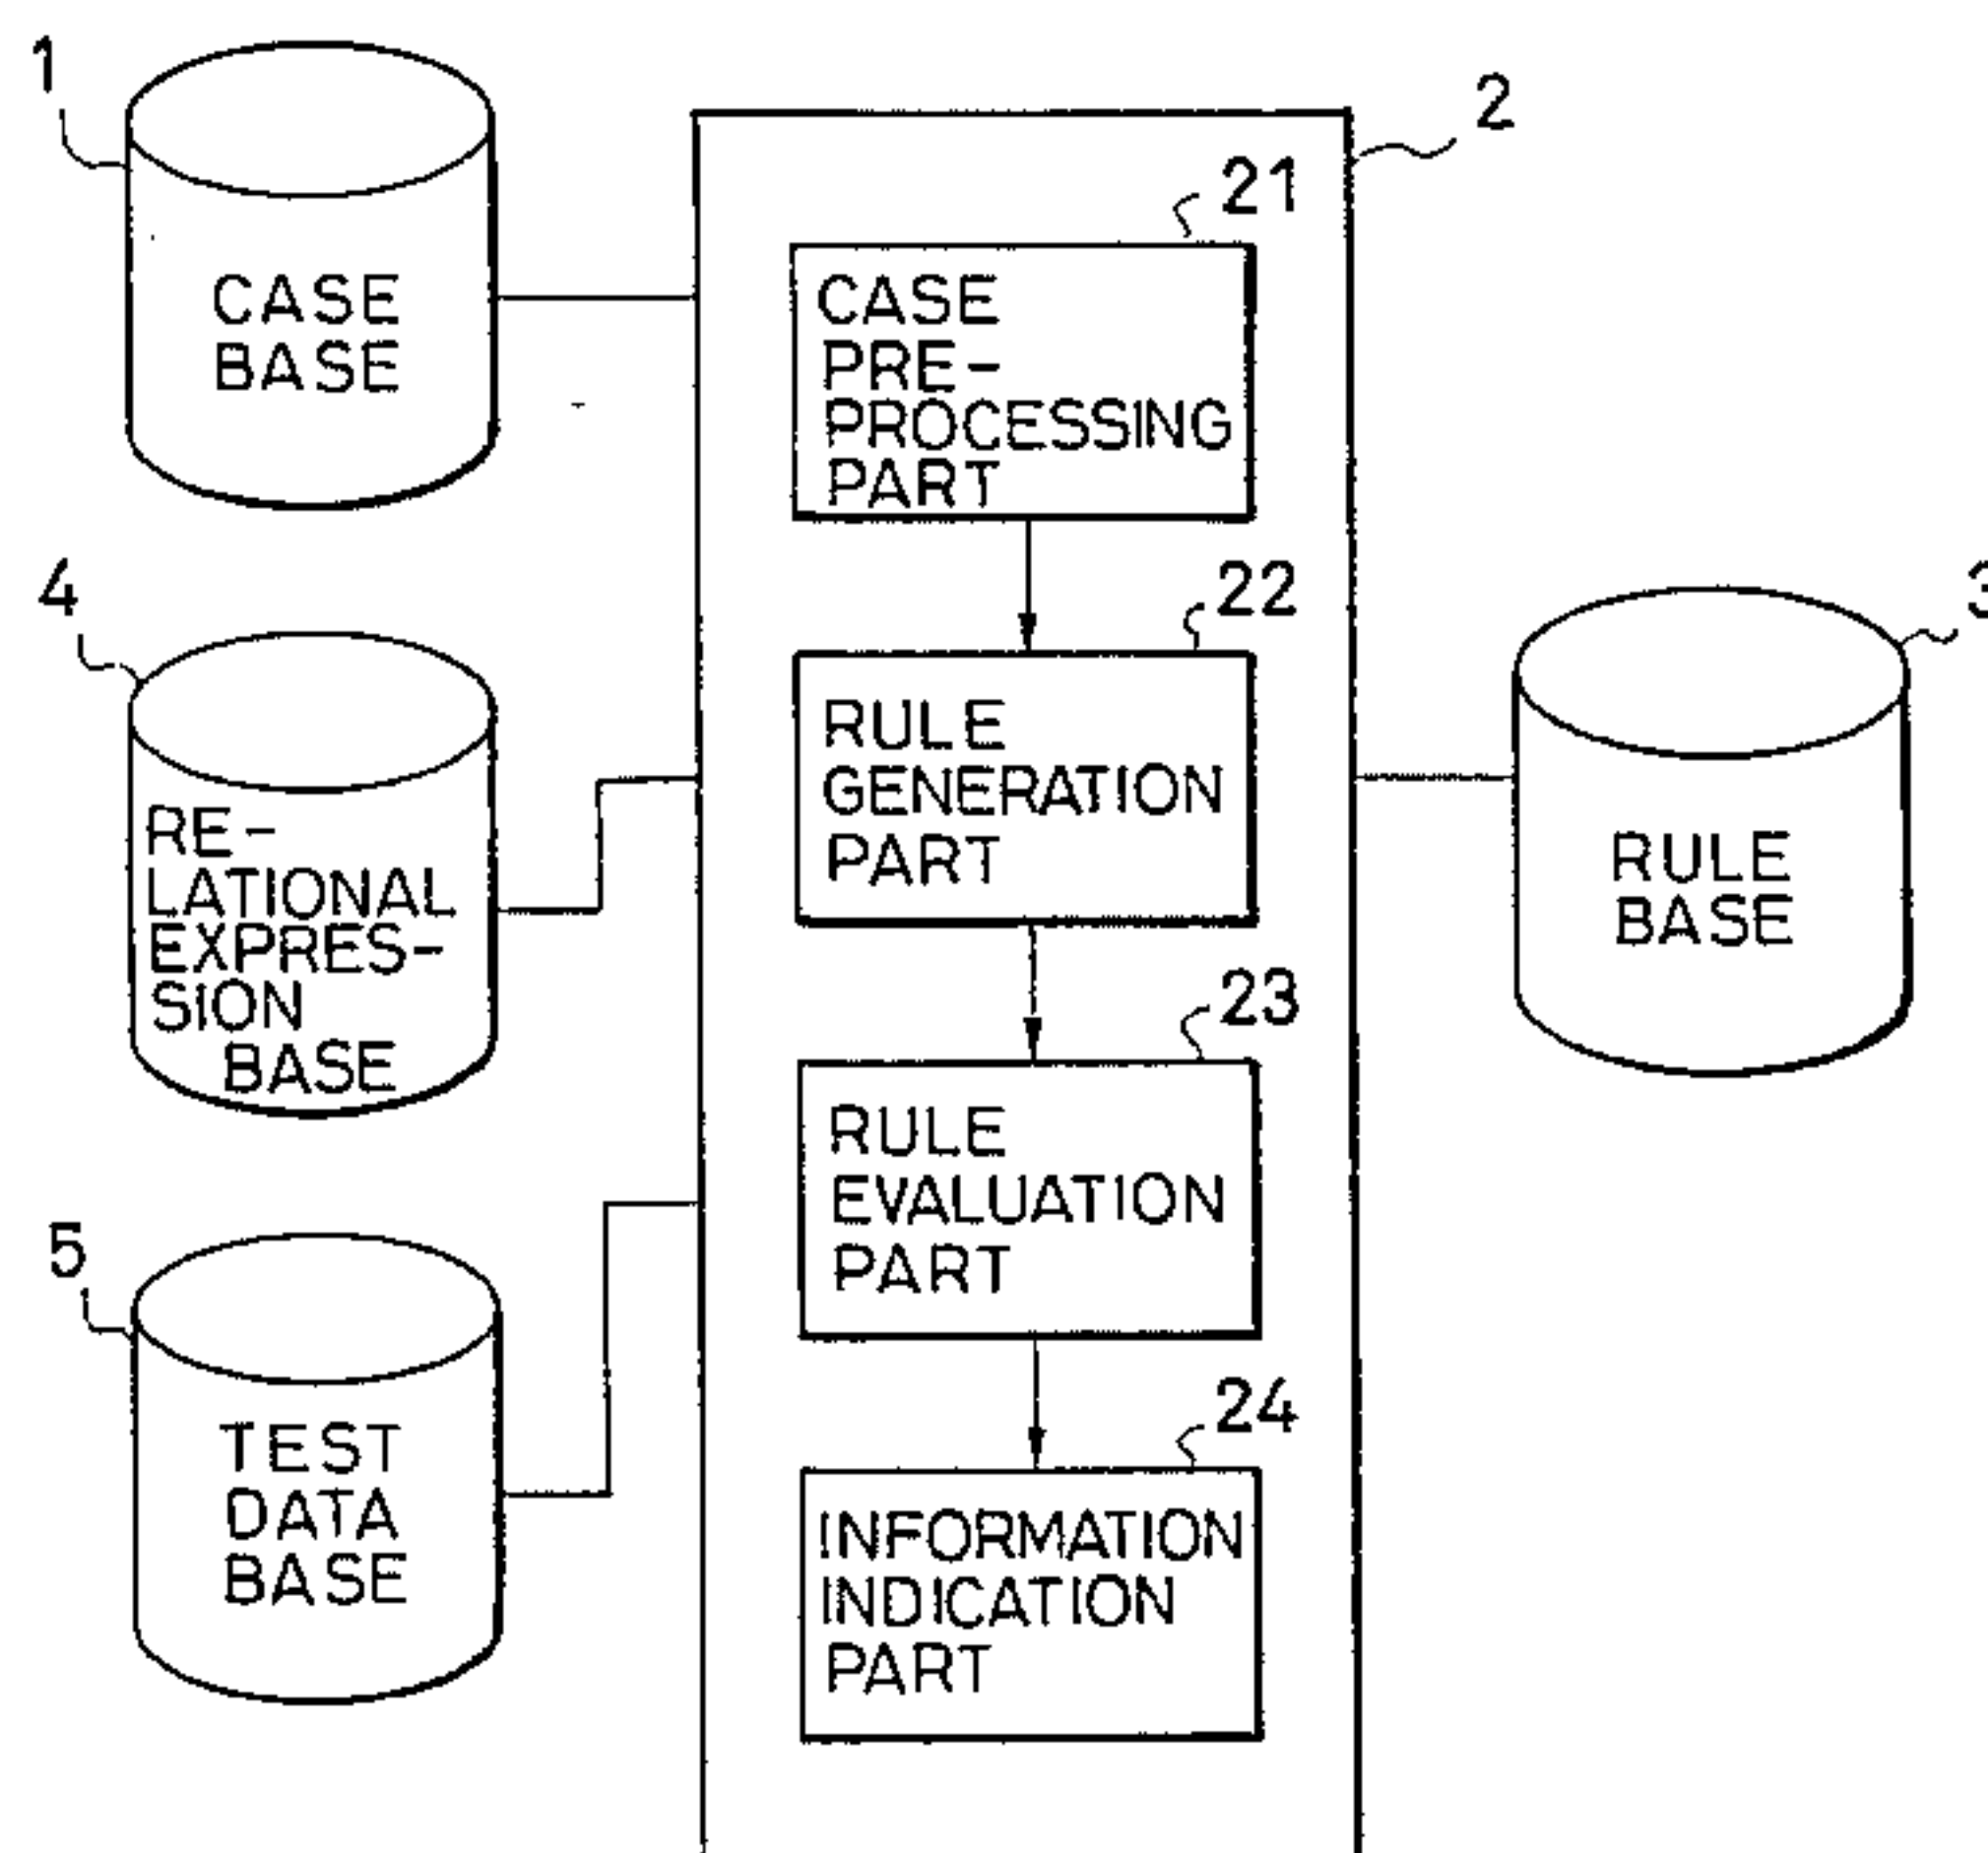 1
CASE
BASE
2
21
CASE
PRE-
PROCESSING
PART
4
RE-
LATIONAL
EXPRES-
SION
BASE
22
RULE
GENERATION
PART
3
RULE
BASE
23
RULE
EVALUATION
PART
5
TEST
DATA
BASE
24
INFORMATION
INDICATION
PART